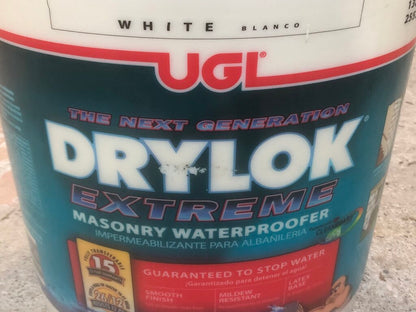 WHITE BLANCO
UGL®
THE NEXT GENERATION
DRYLOK®
EXTREME
MASONRY WATERPROOFER
IMPERMEABILIZANTE PARA ALBANILERIA
15
GUARANTEED TO STOP WATER
¡Garantizado para detener el agua!
SMOOTH FINISH
MILDEW RESISTANT
LATEX BASE